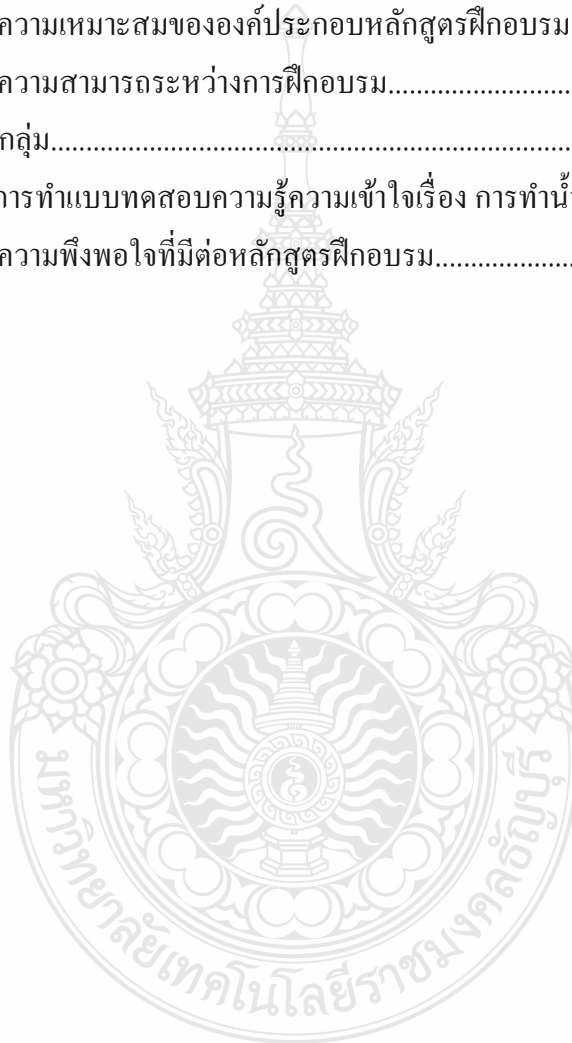 ความเหมาะสมขององค์ประกอบหลักสูตรฝึกอบรม
ความสามารถระหว่างการฝึกอบรม.......................
กลุ่ม................................................................
การทำแบบทดสอบความรู้ความเข้าใจเรื่อง การทำน้ำ
ความพึงพอใจที่มีต่อหลักสูตรฝึกอบรม.................
มหาวิทยาลัยเทคโนโลยีราชมงคลธัญบุรี